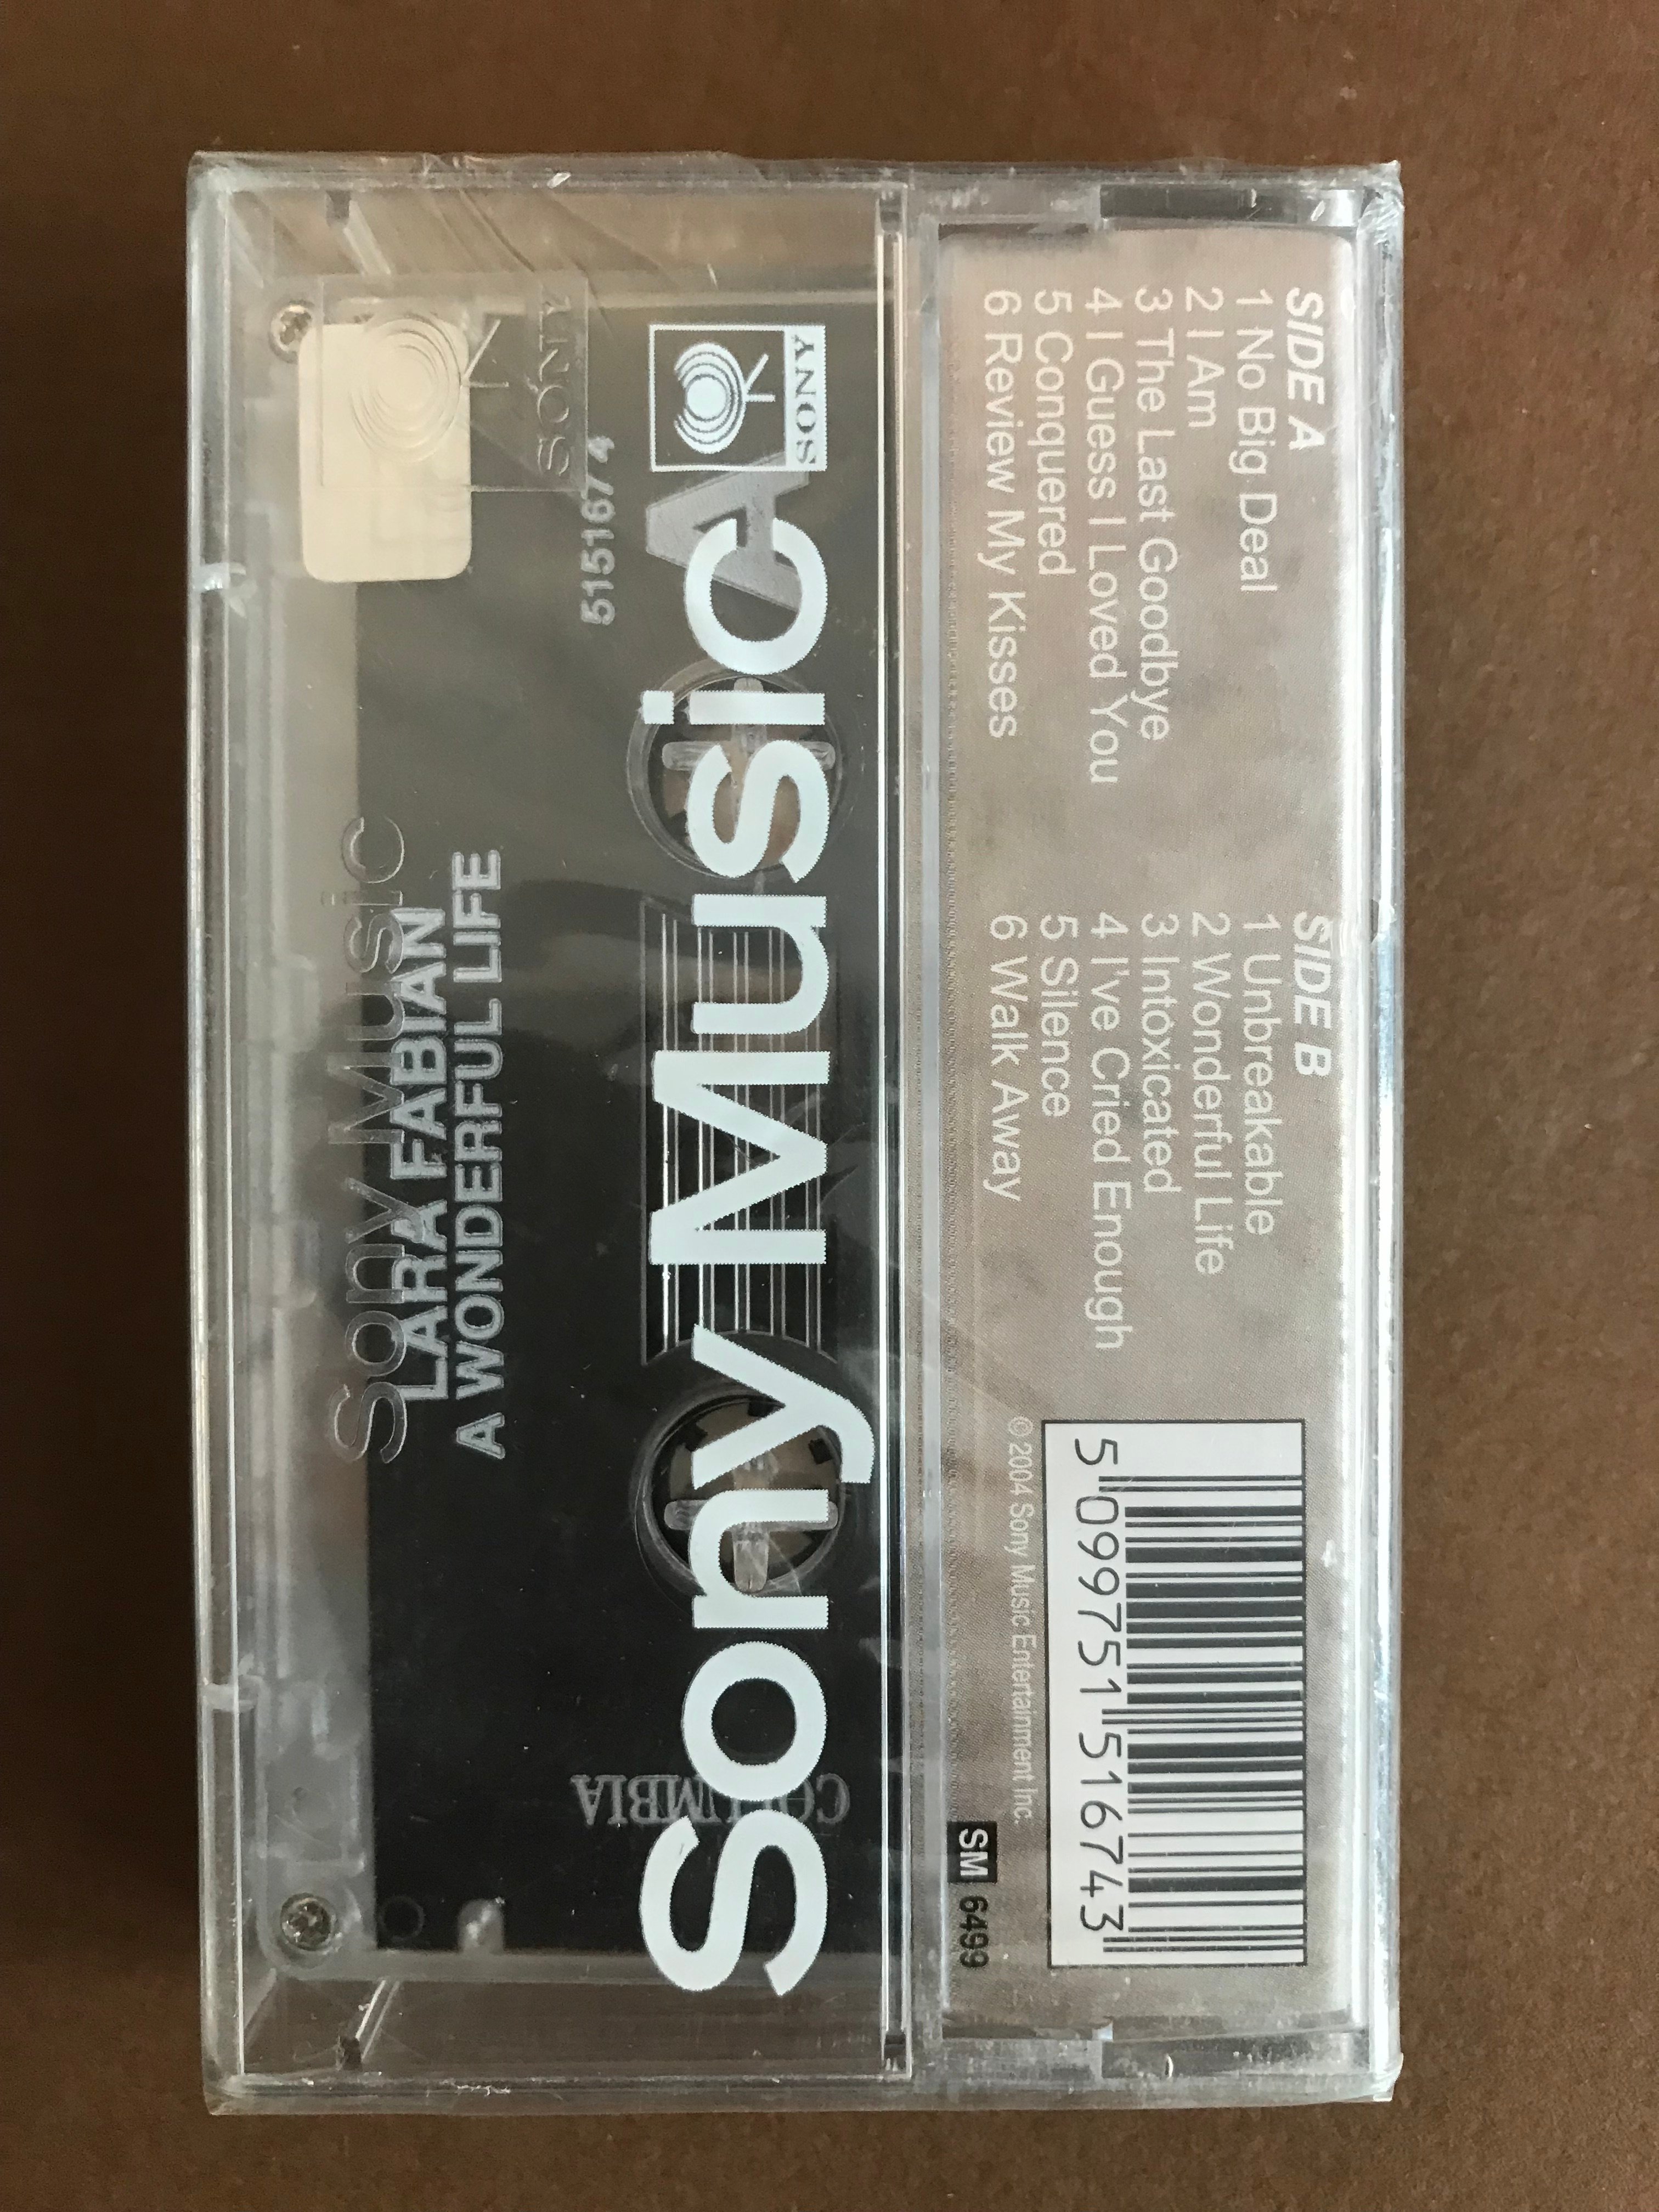 SIDE A
1 No Big Deal
2 I Am
3 The Last Goodbye
4 I Guess I Loved You
5 Conquered
6 Review My Kisses
SIDE B
1 Unbreakable
2 Wonderful Life
3 Intoxicated
4 I've Cried Enough
5 Silence
6 Walk Away
5 099751 516743
© 2004 Sony Music Entertainment Inc.
SM 6499
SONY
Sony Music
A
COLUMBIA
5151674
LARA FABIAN
A WONDERFUL LIFE
SONY
Sony Music